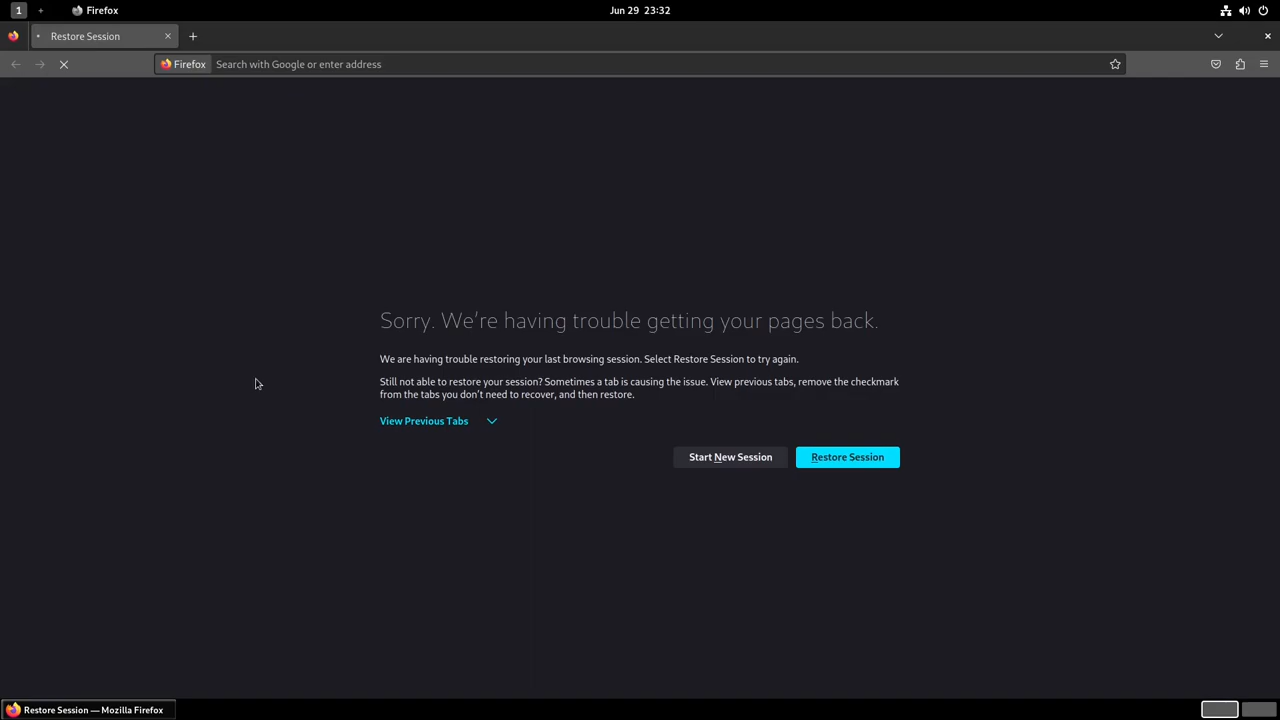 1
+
Firefox
Jun 29 23:32
Restore Session
Firefox
Search with Google or enter address
Sorry. We're having trouble getting your pages back.
We are having trouble restoring your last browsing session. Select Restore Session to try again.
Still not able to restore your session? Sometimes a tab is causing the issue. View previous tabs, remove the checkmark
from the tabs you don't need to recover, and then restore.
View Previous Tabs
Start New Session
Restore Session
Restore Session — Mozilla Firefox